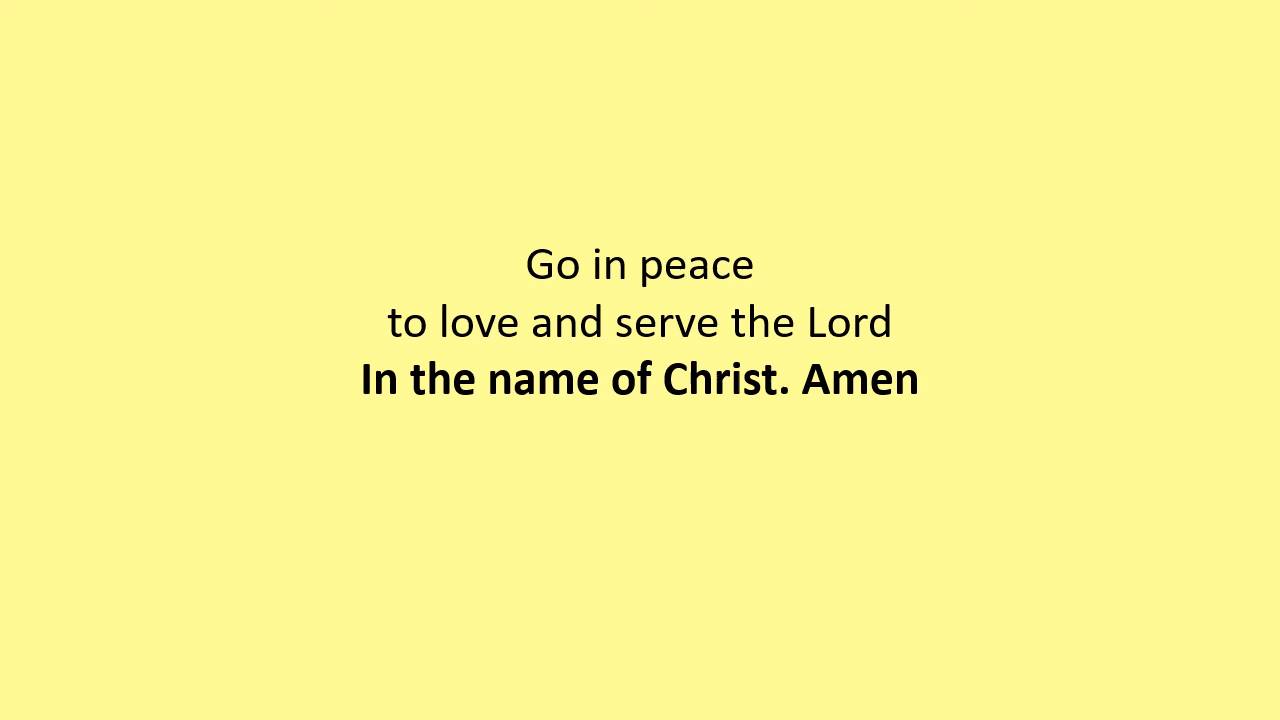 Go in peace
to love and serve the Lord
In the name of Christ. Amen